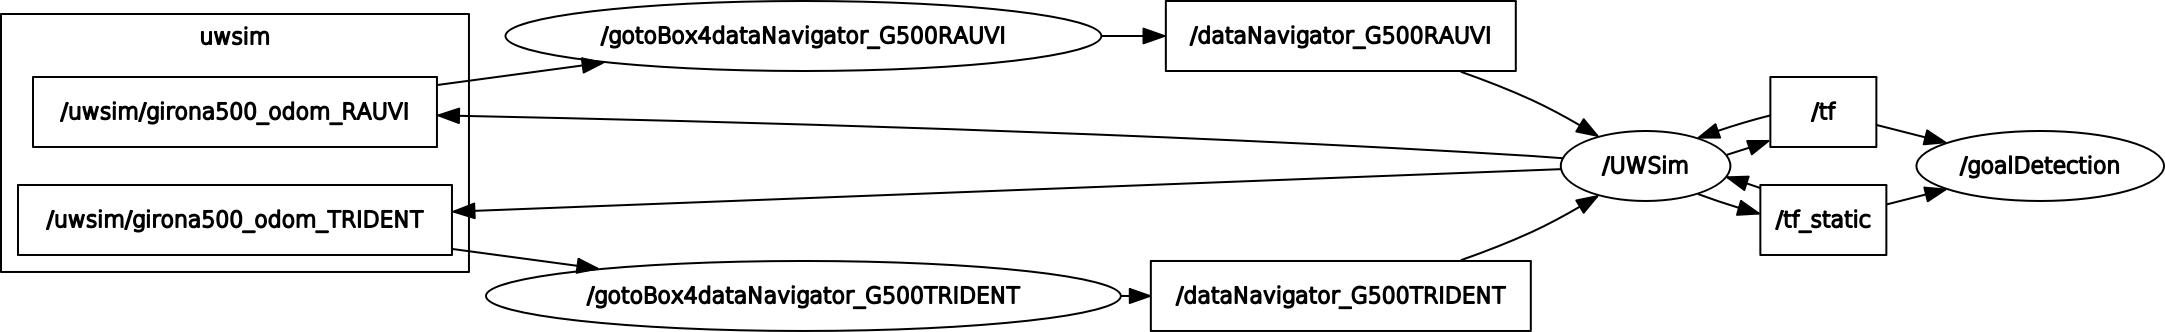 uwsim
/uwsim/girona500_odom_RAUVI
/uwsim/girona500_odom_TRIDENT
/gotoBox4dataNavigator_G500RAUVI
/gotoBox4dataNavigator_G500TRIDENT
/dataNavigator_G500RAUVI
/dataNavigator_G500TRIDENT
/UWSim
/tf
/tf_static
/goalDetection